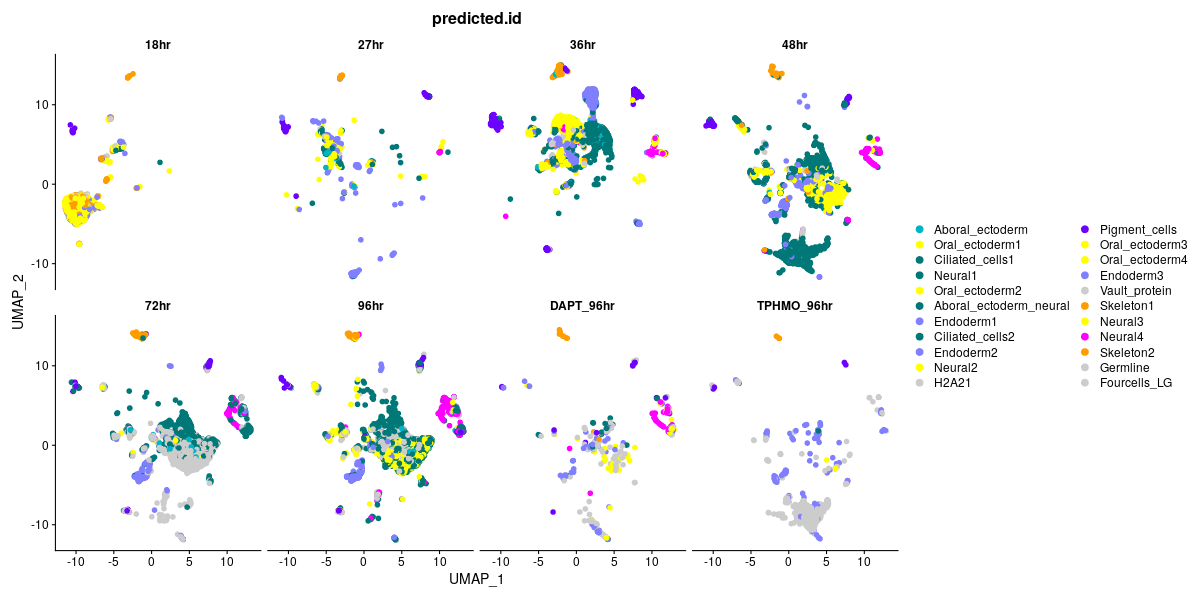 predicted.id
18hr
27hr
36hr
48hr
10
0
-10
72hr
96hr
DAPT_96hr
TPHMO_96hr
10
0
-10
UMAP_2
-10 -5 0 5 10
-10 -5 0 5 10
-10 -5 0 5 10
-10 -5 0 5 10
UMAP_1
Aboral_ectoderm
Oral_ectoderm1
Ciliated_cells1
Neural1
Oral_ectoderm2
Aboral_ectoderm_neural
Endoderm1
Ciliated_cells2
Endoderm2
Neural2
H2A21
Pigment_cells
Oral_ectoderm3
Oral_ectoderm4
Endoderm3
Vault_protein
Skeleton1
Neural3
Neural4
Skeleton2
Germline
Fourcells_LG